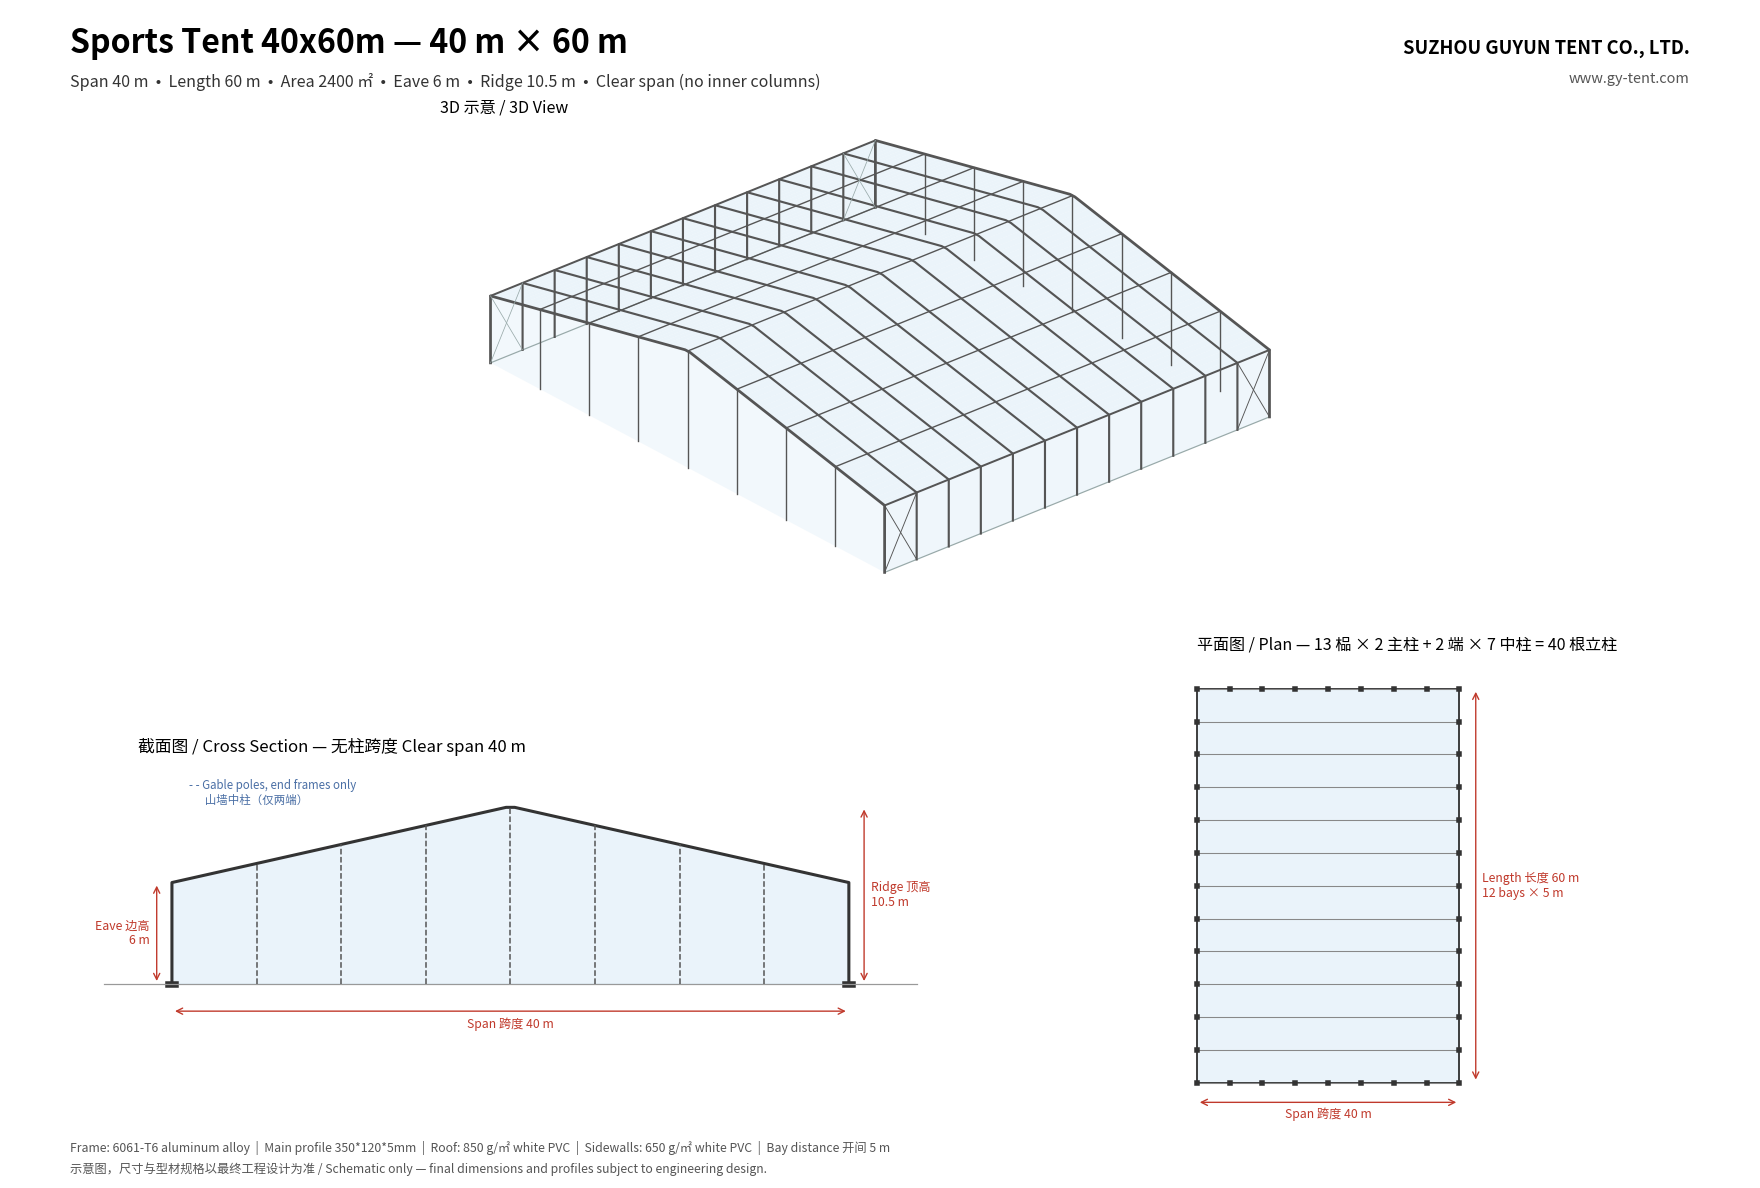 Sports Tent 40x60m — 40 m × 60 m
SUZHOU GUYUN TENT CO., LTD.
Span 40 m • Length 60 m • Area 2400 ㎡ • Eave 6 m • Ridge 10.5 m • Clear span (no inner columns)
www.gy-tent.com
3D 示意 / 3D View
平面图 / Plan — 13 榀 × 2 主柱 + 2 端 × 7 中柱 = 40 根立柱
截面图 / Cross Section — 无柱跨度 Clear span 40 m
- - Gable poles, end frames only
山墙中柱（仅两端）
Ridge 顶高
10.5 m
Eave 边高
6 m
Span 跨度 40 m
Length 长度 60 m
12 bays × 5 m
Span 跨度 40 m
Frame: 6061-T6 aluminum alloy | Main profile 350*120*5mm | Roof: 850 g/㎡ white PVC | Sidewalls: 650 g/㎡ white PVC | Bay distance 开间 5 m
示意图，尺寸与型材规格以最终工程设计为准 / Schematic only — final dimensions and profiles subject to engineering design.